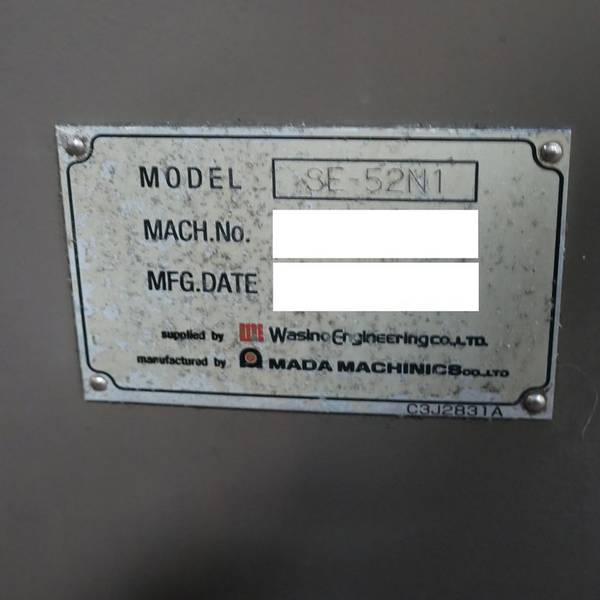 MODEL SE-52N1
MACH.No.
MFG.DATE
supplied by WE Wasino Engineering co.,LTD.
manufactured by MADA MACHINICS CO.,LTD
C3J2831A